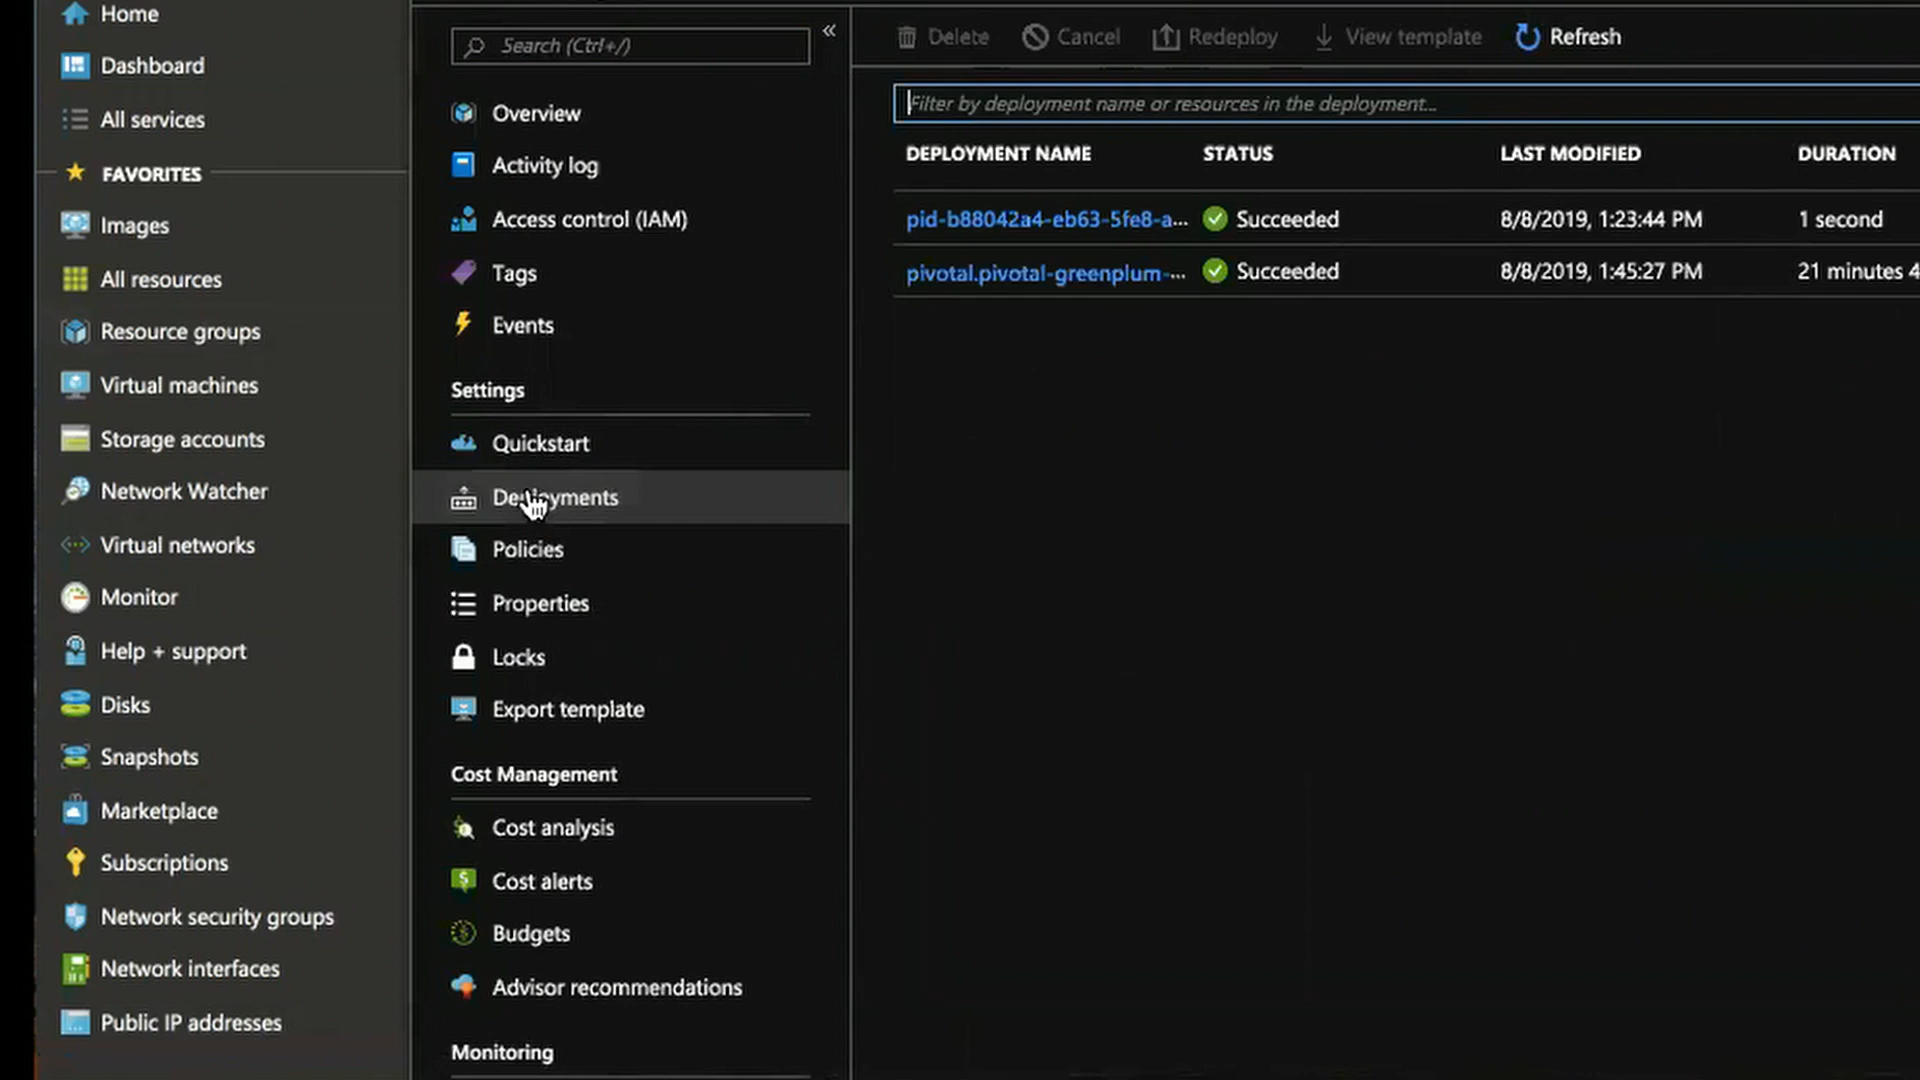 Home
Dashboard
All services
FAVORITES
Images
All resources
Resource groups
Virtual machines
Storage accounts
Network Watcher
Virtual networks
Monitor
Help + support
Disks
Snapshots
Marketplace
Subscriptions
Network security groups
Network interfaces
Public IP addresses
Search (Ctrl+/)
«
Overview
Activity log
Access control (IAM)
Tags
Events
Settings
Quickstart
Deployments
Policies
Properties
Locks
Export template
Cost Management
Cost analysis
Cost alerts
Budgets
Advisor recommendations
Monitoring
Delete Cancel Redeploy View template Refresh
Filter by deployment name or resources in the deployment...
DEPLOYMENT NAME STATUS LAST MODIFIED DURATION
pid-b88042a4-eb63-5fe8-a... Succeeded 8/8/2019, 1:23:44 PM 1 second
pivotal.pivotal-greenplum-... Succeeded 8/8/2019, 1:45:27 PM 21 minutes 4